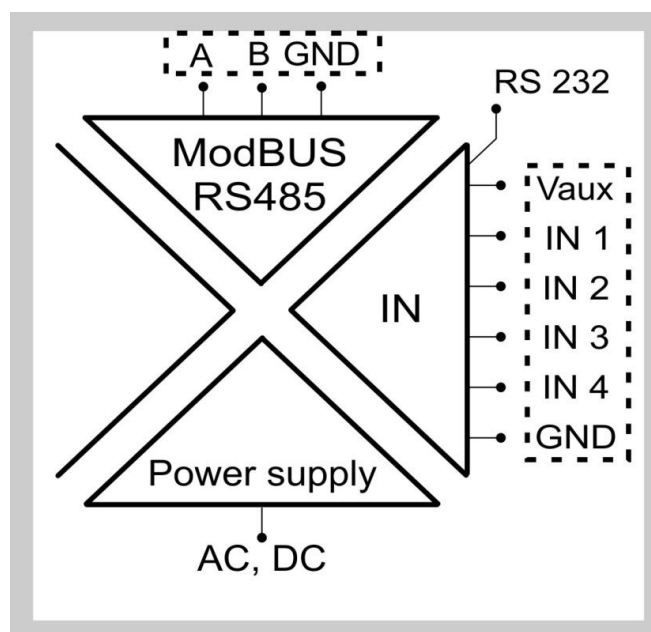 A B GND
RS 232
ModBUS
RS485
Vaux
IN 1
IN
IN 2
IN 3
IN 4
GND
Power supply
AC, DC